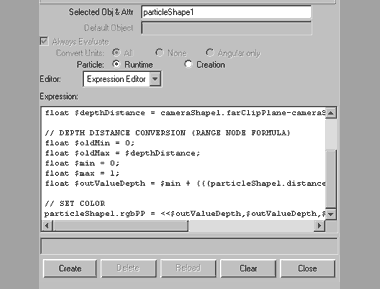 Selected Obj & Attr particleShape1
Default Object
Always Evaluate
Convert Units: All None Angular only
Particle: Runtime Creation
Editor: Expression Editor
Expression:
float $depthDistance = cameraShape1.farClipPlane-cameraS
// DEPTH DISTANCE CONVERSION (RANGE NODE FORMULA)
float $oldMin = 0;
float $oldMax = $depthDistance;
float $min = 0;
float $max = 1;
float $outValueDepth = $min + (((particleShape1.distance
// SET COLOR
particleShape1.rgbPP = <<$outValueDepth,$outValueDepth,$
Create Delete Reload Clear Close